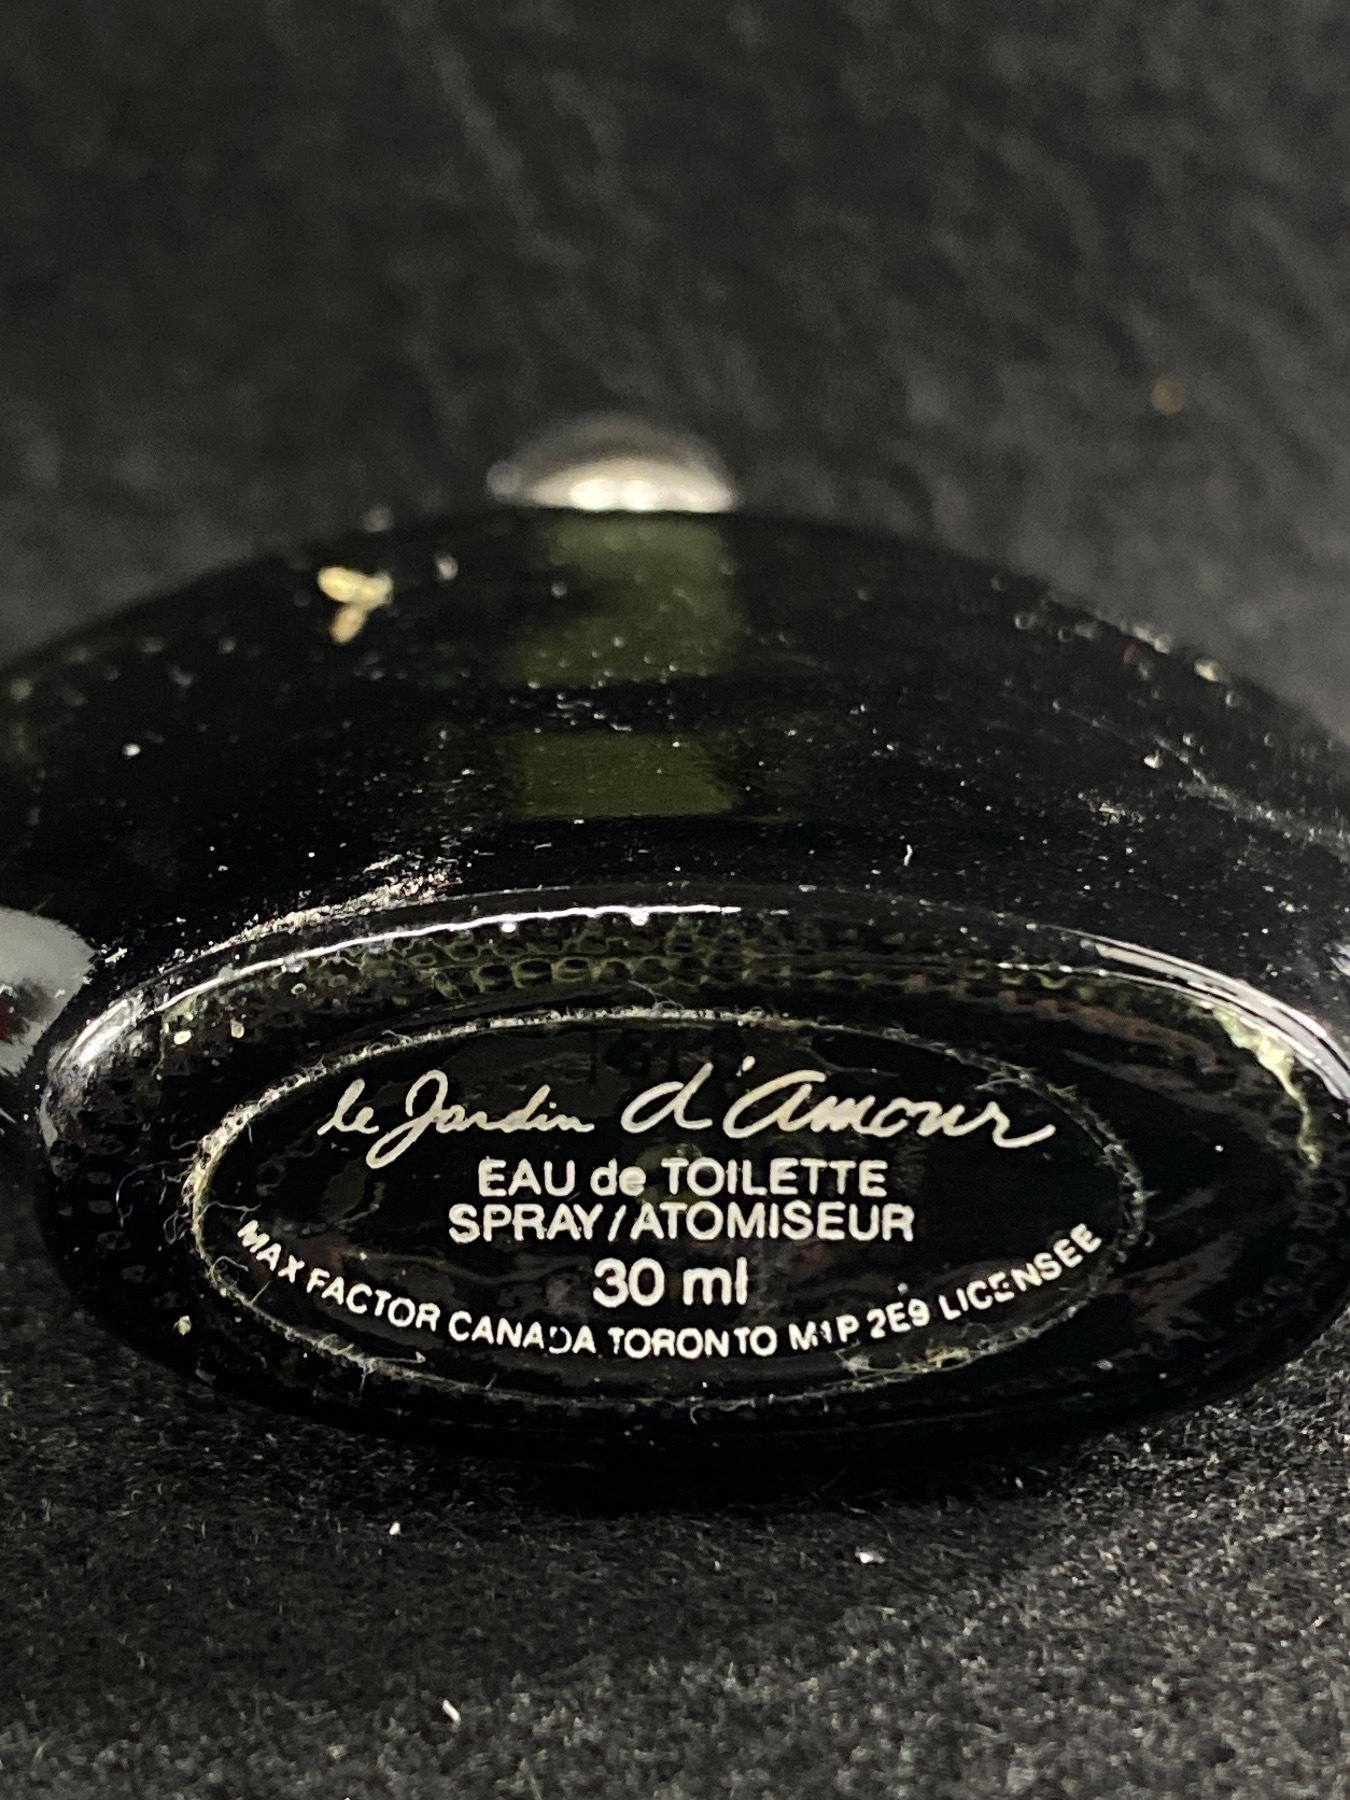 le Jardin d'Amour
EAU de TOILETTE
SPRAY/ATOMISEUR
30 ml
MAX FACTOR CANADA TORONTO M1P 2E9 LICENSEE